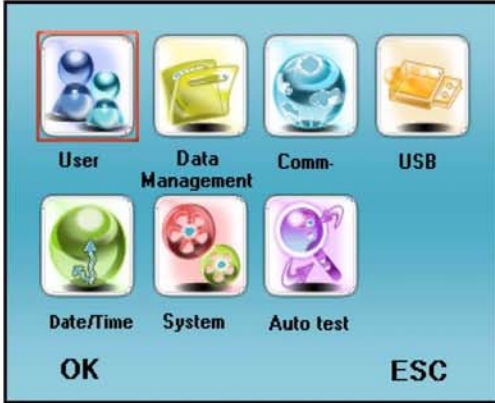 User
Data Management
Comm-
USB
Date/Time
System
Auto test
OK
ESC